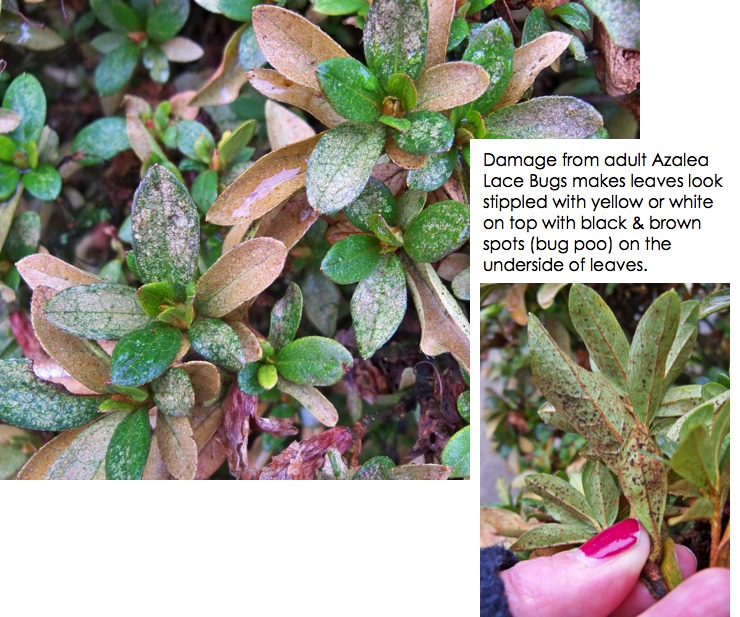 Damage from adult Azalea
Lace Bugs makes leaves look
stippled with yellow or white
on top with black & brown
spots (bug poo) on the
underside of leaves.